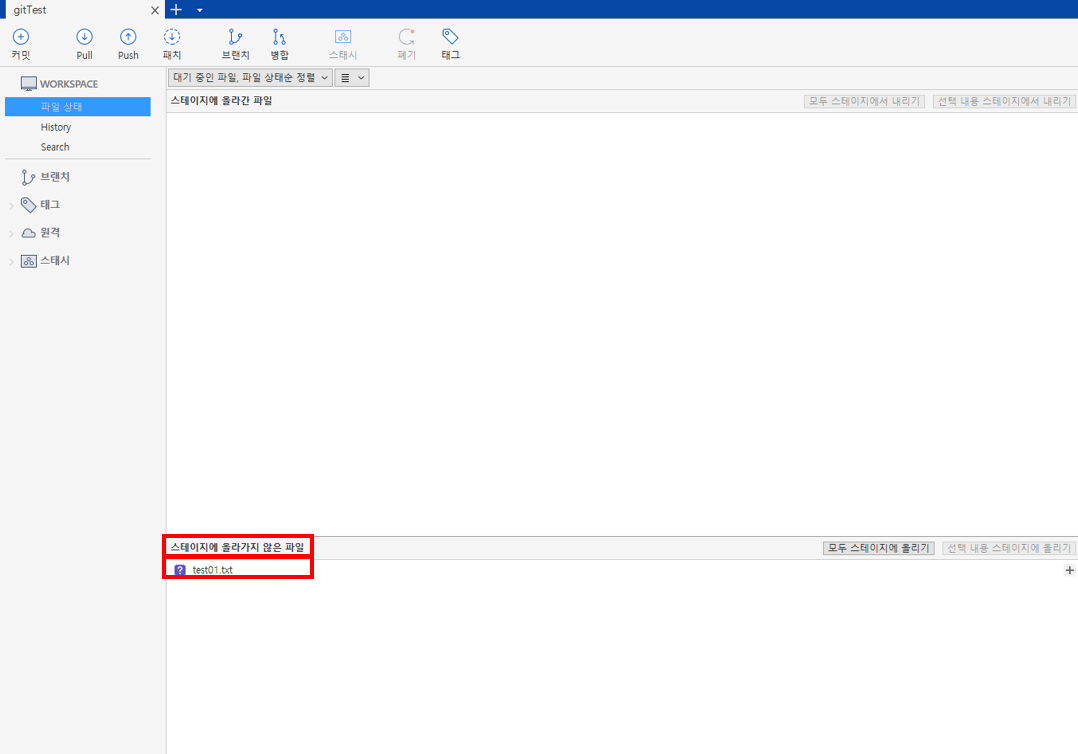 gitTest
커밋 Pull Push 패치 브랜치 병합 스태시 폐기 태그
WORKSPACE
파일 상태
History
Search
브랜치
태그
원격
스태시
대기 중인 파일, 파일 상태순 정렬
스테이지에 올라간 파일 모두 스테이지에서 내리기 선택 내용 스테이지에서 내리기
스테이지에 올라가지 않은 파일 모두 스테이지에 올리기 선택 내용 스테이지에 올리기
? test01.txt